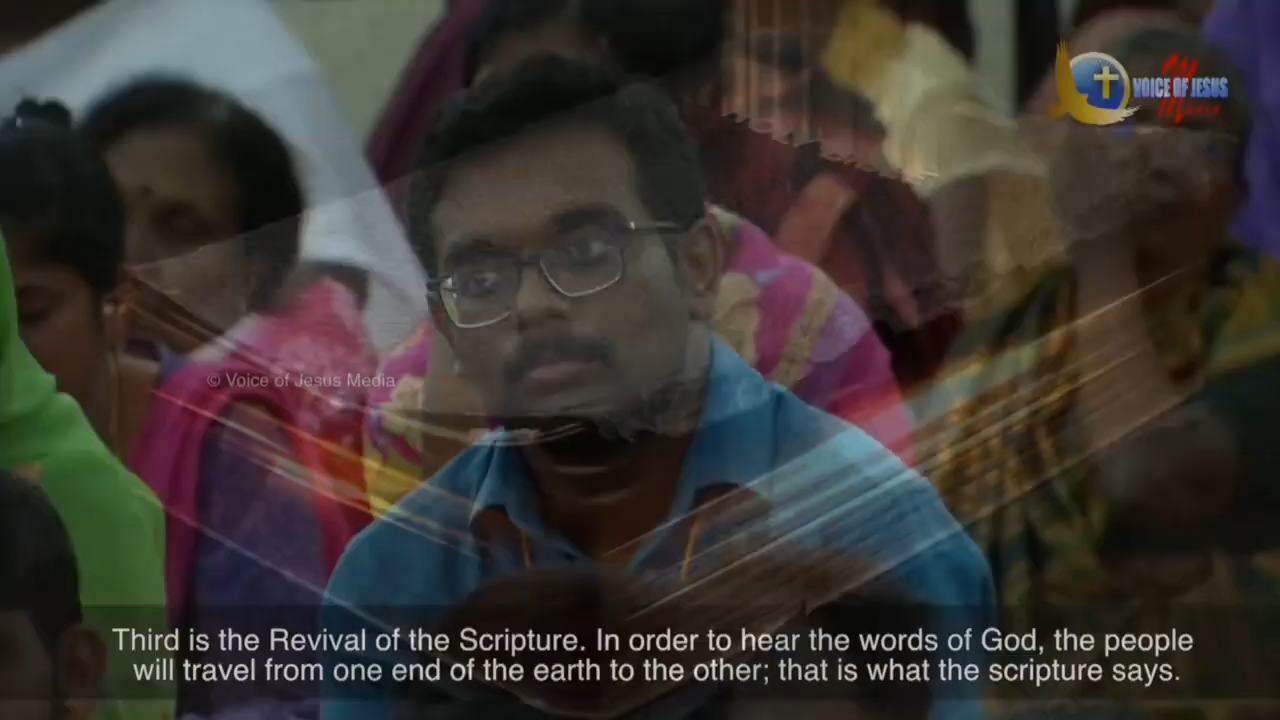 VOICE OF JESUS
Media
© Voice of Jesus Media
Third is the Revival of the Scripture. In order to hear the words of God, the people
will travel from one end of the earth to the other; that is what the scripture says.